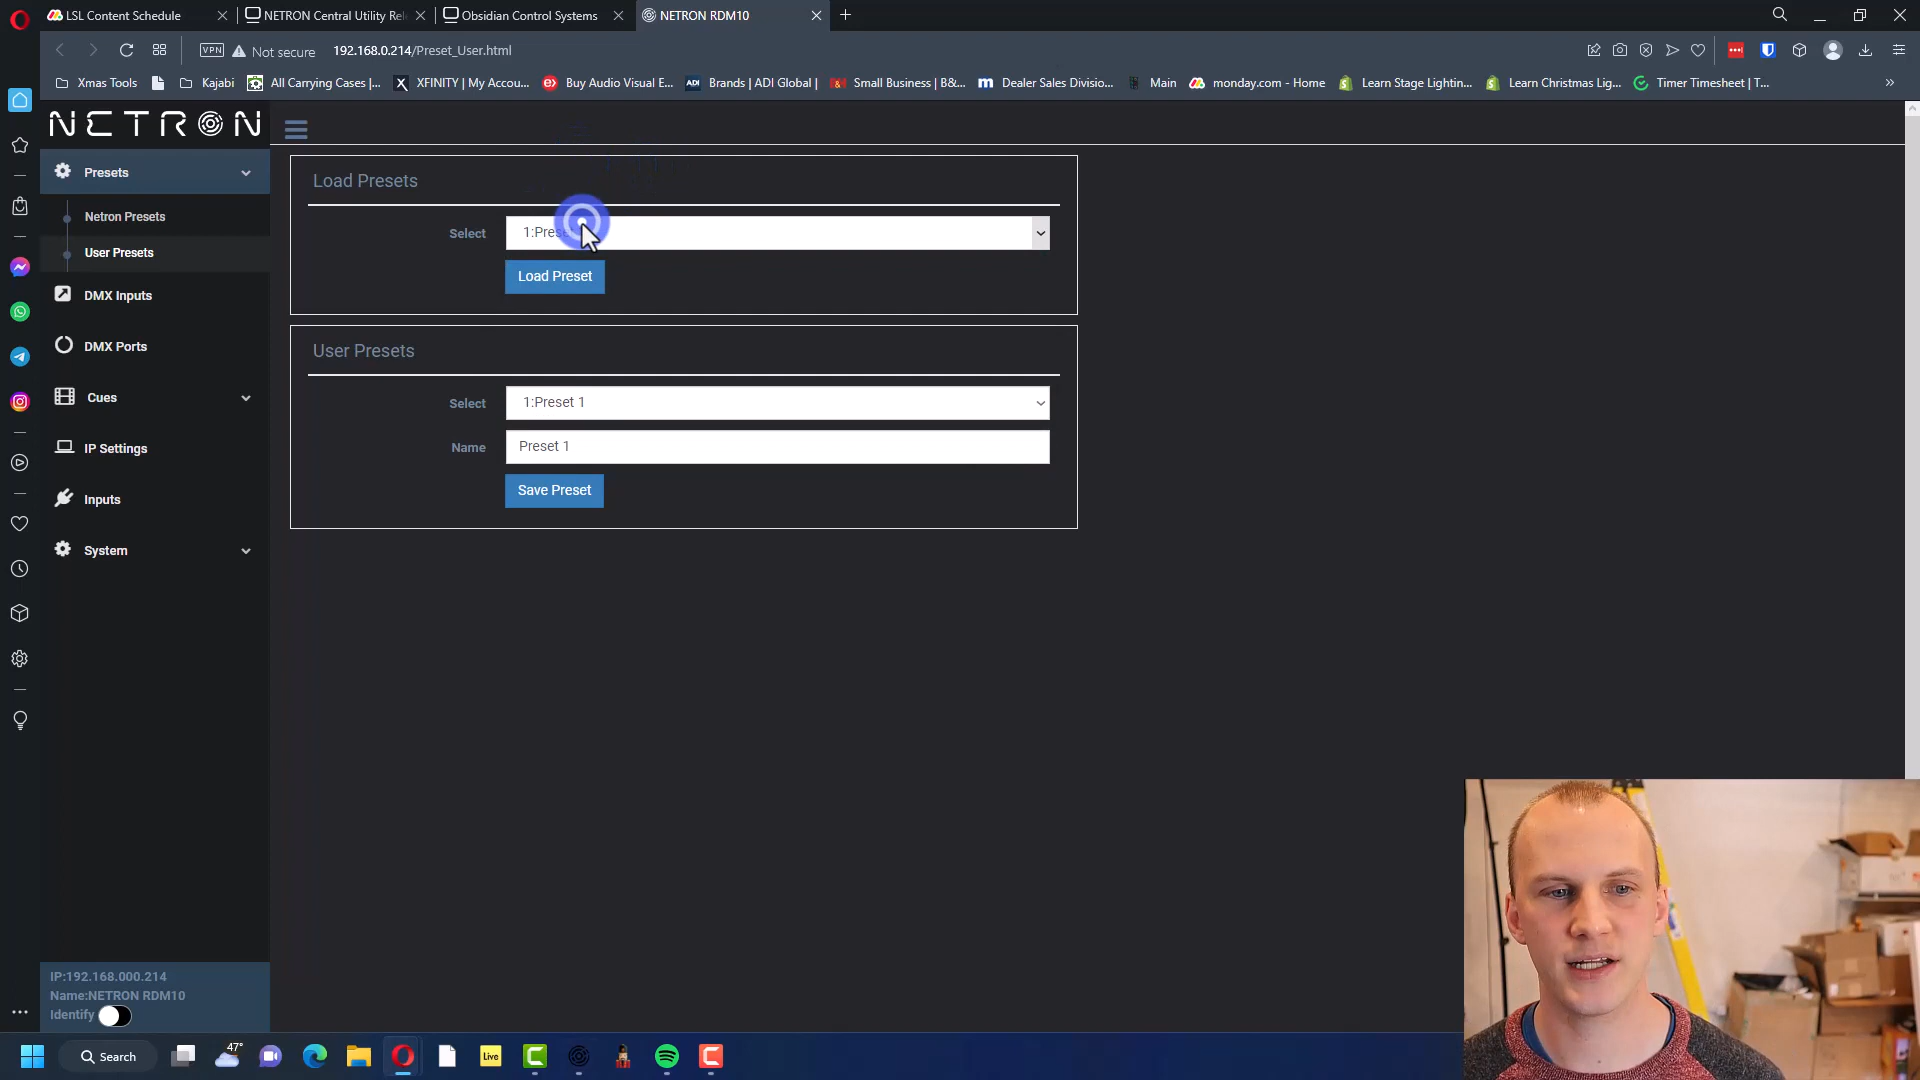 LSL Content Schedule
NETRON Central Utility Rel
Obsidian Control Systems
NETRON RDM10
VPN
Not secure
192.168.0.214/Preset_User.html
Xmas Tools
Kajabi
All Carrying Cases |...
XFINITY | My Accou...
Buy Audio Visual E...
Brands | ADI Global |
Small Business | B&...
Dealer Sales Divisio...
Main
monday.com - Home
Learn Stage Lightin...
Learn Christmas Lig...
Timer Timesheet | T...
»
NETRON
Presets
Netron Presets
User Presets
DMX Inputs
DMX Ports
Cues
IP Settings
Inputs
System
IP:192.168.000.214
Name:NETRON RDM10
Identify
Load Presets
Select
1:Preset
Load Preset
User Presets
Select
1:Preset 1
Name
Preset 1
Save Preset
Search
47°
Live